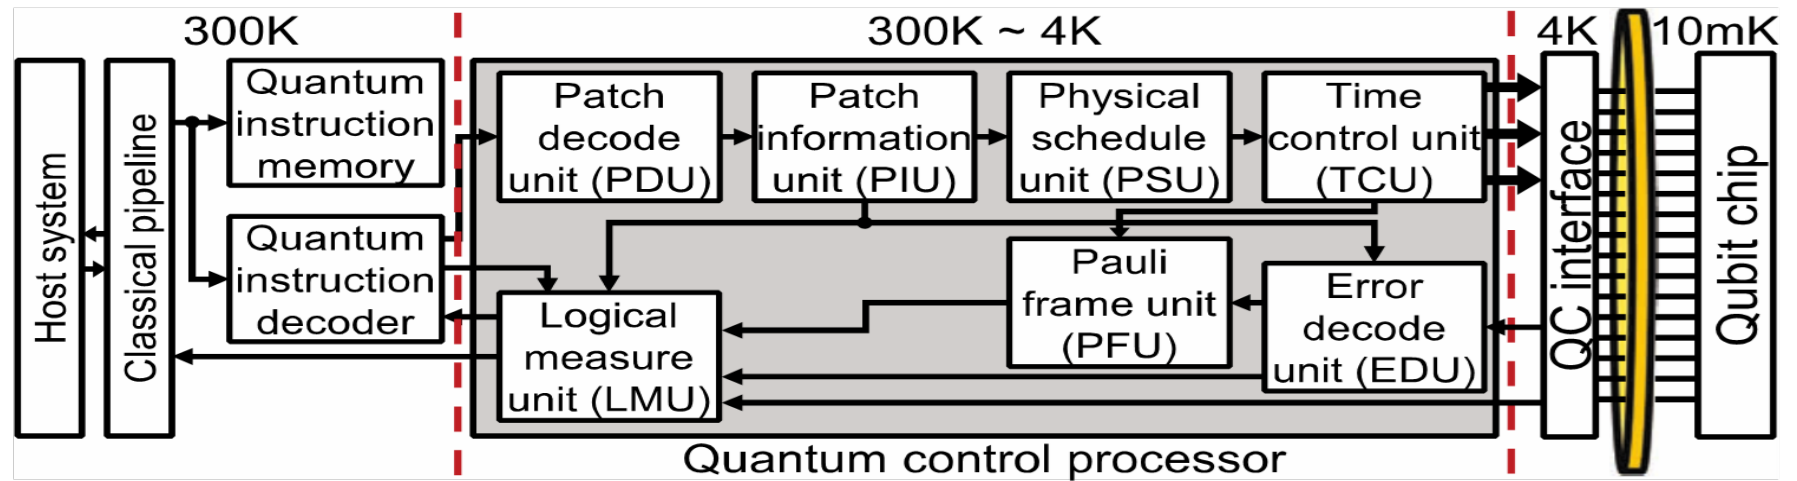 300K
300K ~ 4K
4K
10mK
Host system
Classical pipeline
Quantum
instruction
memory
Quantum
instruction
decoder
Patch
decode
unit (PDU)
Patch
information
unit (PIU)
Physical
schedule
unit (PSU)
Time
control unit
(TCU)
Logical
measure
unit (LMU)
Pauli
frame unit
(PFU)
Error
decode
unit (EDU)
QC interface
Qubit chip
Quantum control processor